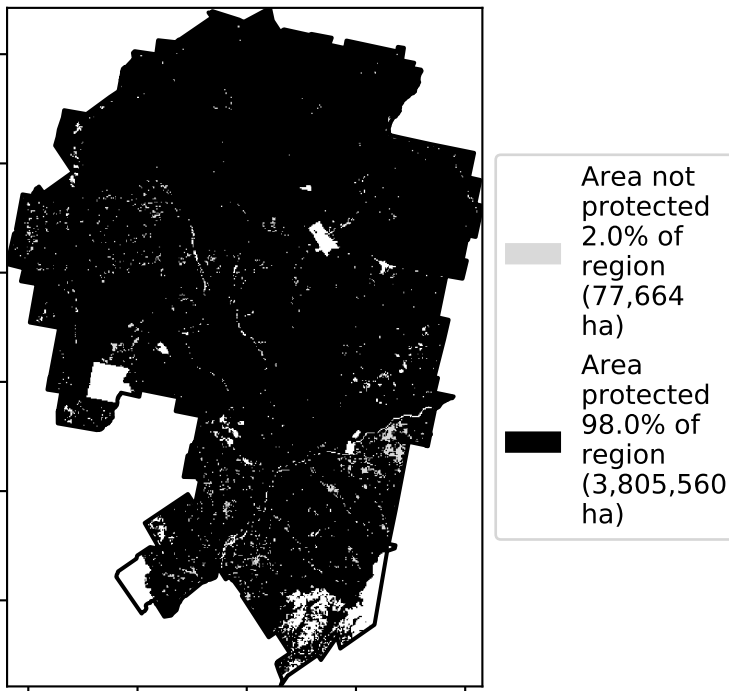 Area not
protected
2.0% of
region
(77,664
ha)
Area
protected
98.0% of
region
(3,805,560
ha)